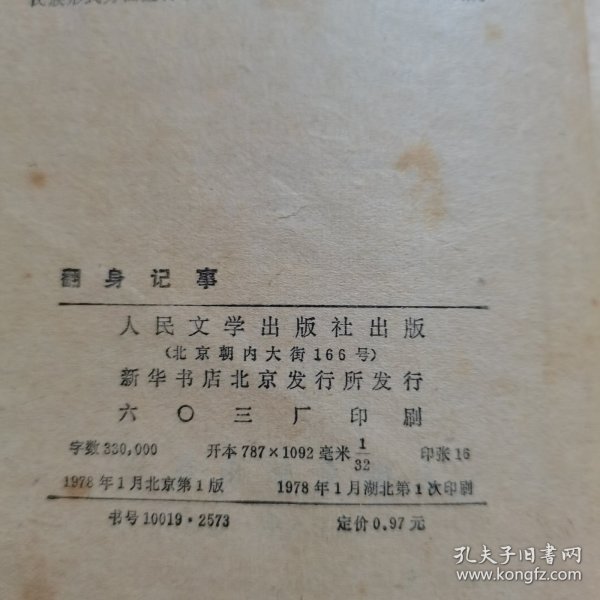 翻身记事
人民文学出版社出版
（北京朝内大街166号）
新华书店北京发行所发行
六〇三厂印刷
字数330,000 开本787×1092毫米1/32 印张16
1978年1月北京第1版 1978年1月湖北第1次印刷
书号10019·2573 定价0.97元
孔夫子旧书网
www.kongfz.com